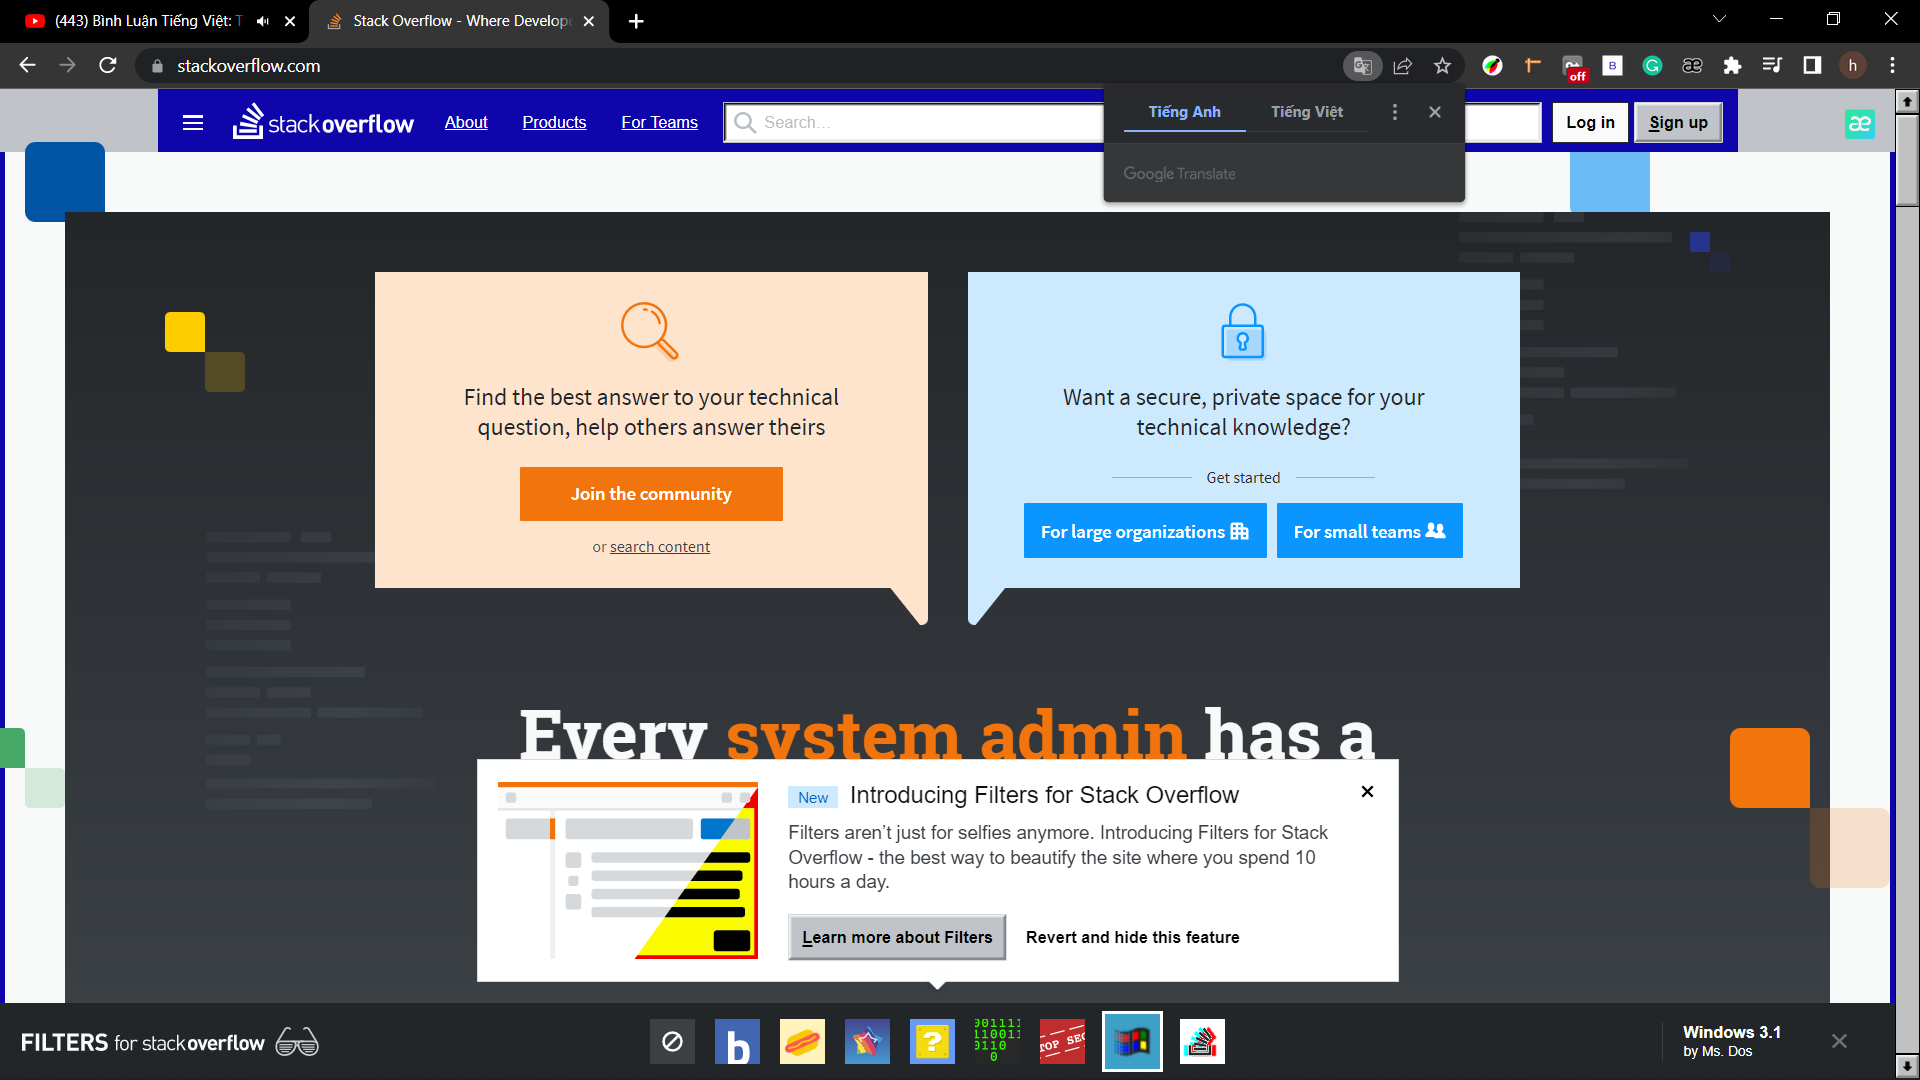 (443) Bình Luận Tiếng Việt: T
Stack Overflow - Where Develope
stackoverflow.com
off
B
h
Tiếng Anh
Tiếng Việt
Google Translate
stackoverflow
About
Products
For Teams
Search...
Log in
Sign up
æ
Find the best answer to your technical
question, help others answer theirs
Join the community
or search content
Want a secure, private space for your
technical knowledge?
Get started
For large organizations
For small teams
Every system admin has a
New
Introducing Filters for Stack Overflow
Filters aren’t just for selfies anymore. Introducing Filters for Stack
Overflow - the best way to beautify the site where you spend 10
hours a day.
Learn more about Filters
Revert and hide this feature
FILTERS for stackoverflow
b
?
TOP SEC
Windows 3.1
by Ms. Dos